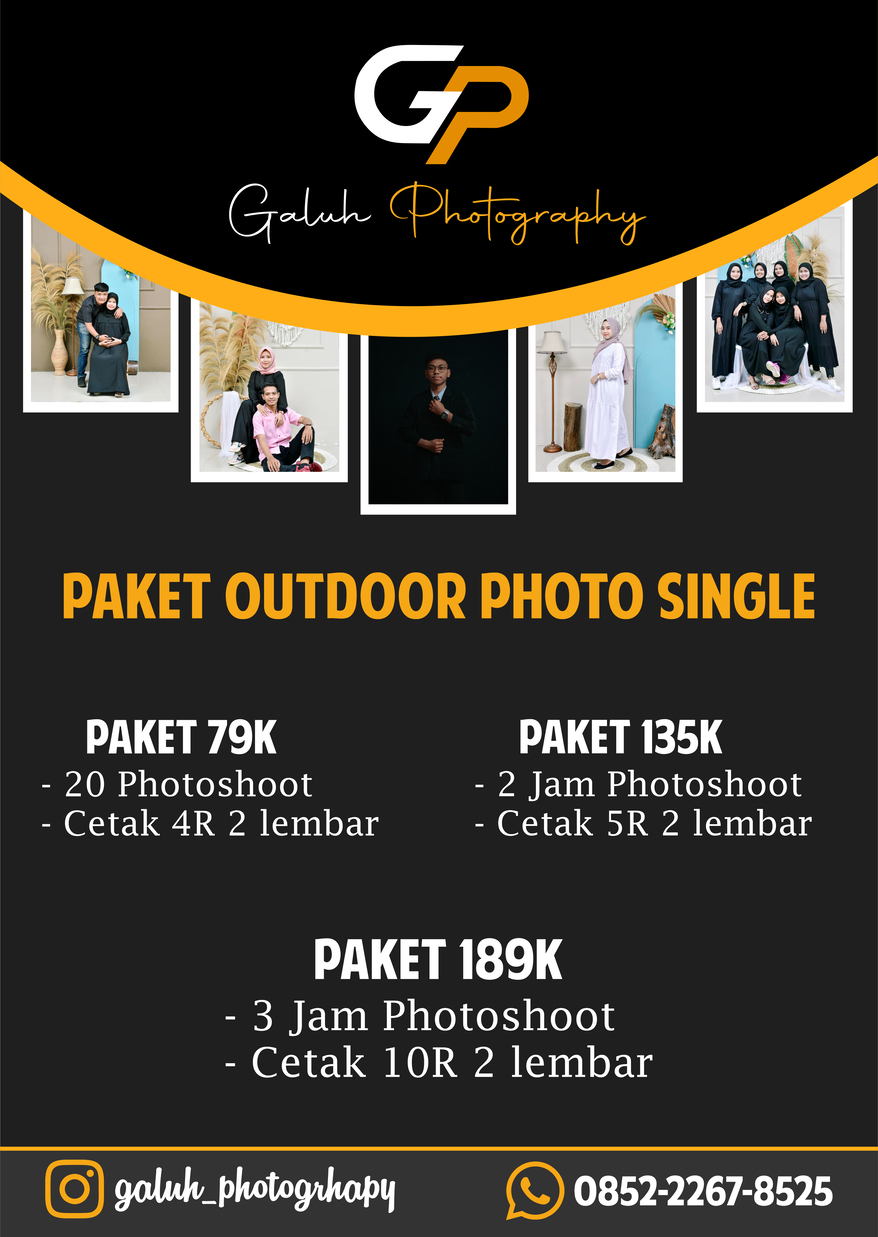 GP
Galuh Photography
PAKET OUTDOOR PHOTO SINGLE
PAKET 79K
- 20 Photoshoot
- Cetak 4R 2 lembar
PAKET 135K
- 2 Jam Photoshoot
- Cetak 5R 2 lembar
PAKET 189K
- 3 Jam Photoshoot
- Cetak 10R 2 lembar
galuh_photogrhapy
0852-2267-8525